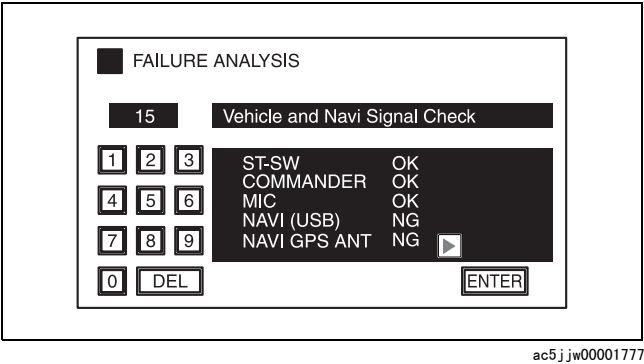 FAILURE ANALYSIS
15 Vehicle and Navi Signal Check
1 2 3
4 5 6
7 8 9
0 DEL
ST-SW OK
COMMANDER OK
MIC OK
NAVI (USB) NG
NAVI GPS ANT NG
ENTER
ac5jjw00001777